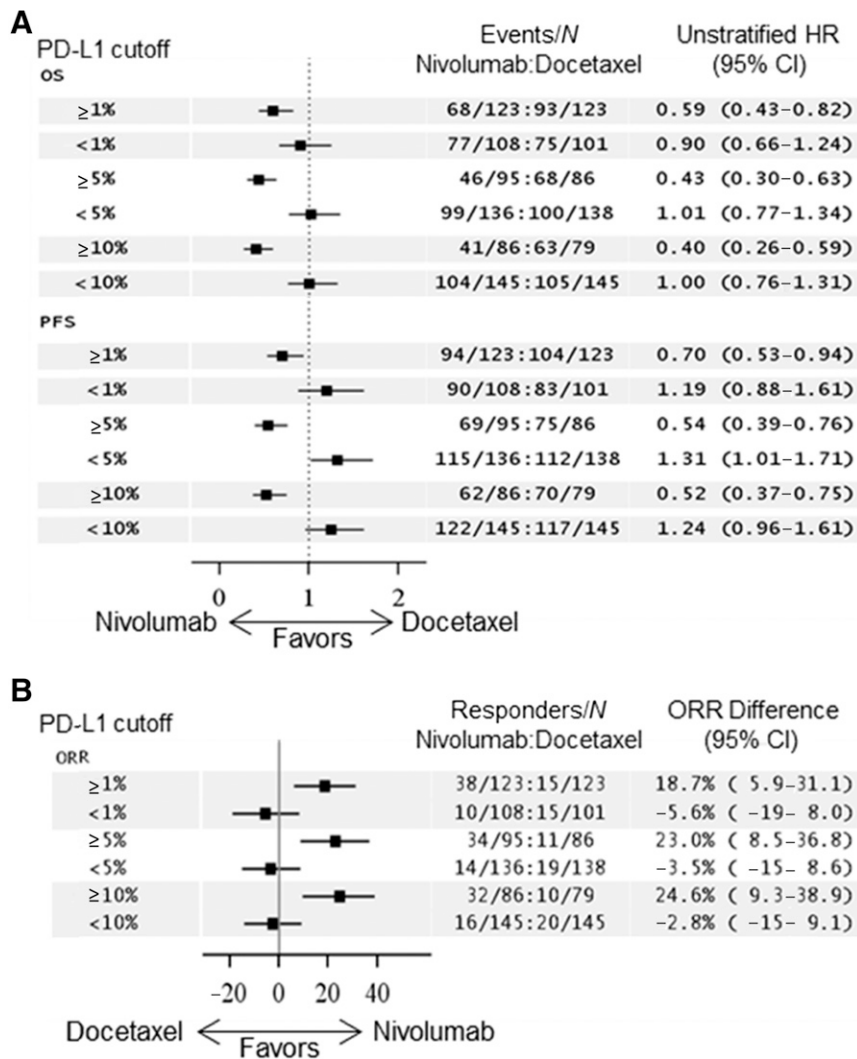 A
PD-L1 cutoff Events/N Unstratified HR
Nivolumab:Docetaxel (95% CI)
OS
≥1% 68/123:93/123 0.59 (0.43-0.82)
<1% 77/108:75/101 0.90 (0.66-1.24)
≥5% 46/95:68/86 0.43 (0.30-0.63)
<5% 99/136:100/138 1.01 (0.77-1.34)
≥10% 41/86:63/79 0.40 (0.26-0.59)
<10% 104/145:105/145 1.00 (0.76-1.31)
PFS
≥1% 94/123:104/123 0.70 (0.53-0.94)
<1% 90/108:83/101 1.19 (0.88-1.61)
≥5% 69/95:75/86 0.54 (0.39-0.76)
<5% 115/136:112/138 1.31 (1.01-1.71)
≥10% 62/86:70/79 0.52 (0.37-0.75)
<10% 122/145:117/145 1.24 (0.96-1.61)
0 1 2
Nivolumab Favors Docetaxel
B
PD-L1 cutoff Responders/N ORR Difference
Nivolumab:Docetaxel (95% CI)
ORR
≥1% 38/123:15/123 18.7% ( 5.9-31.1)
<1% 10/108:15/101 -5.6% ( -19- 8.0)
≥5% 34/95:11/86 23.0% ( 8.5-36.8)
<5% 14/136:19/138 -3.5% ( -15- 8.6)
≥10% 32/86:10/79 24.6% ( 9.3-38.9)
<10% 16/145:20/145 -2.8% ( -15- 9.1)
-20 0 20 40
Docetaxel Favors Nivolumab